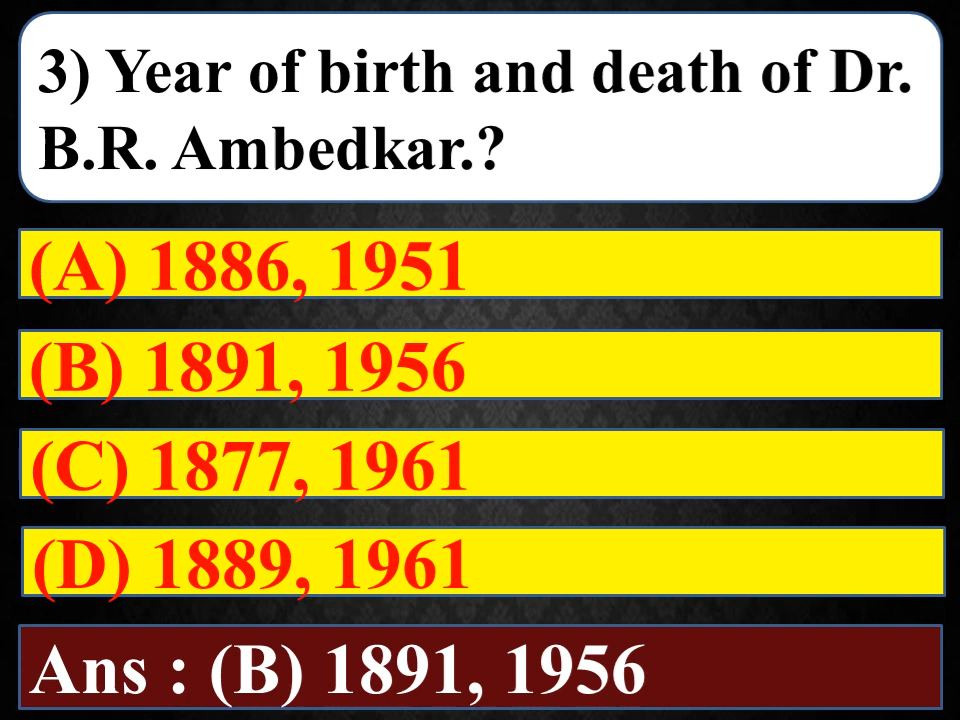 3) Year of birth and death of Dr.
B.R. Ambedkar.?
(A) 1886, 1951
(B) 1891, 1956
(C) 1877, 1961
(D) 1889, 1961
Ans : (B) 1891, 1956